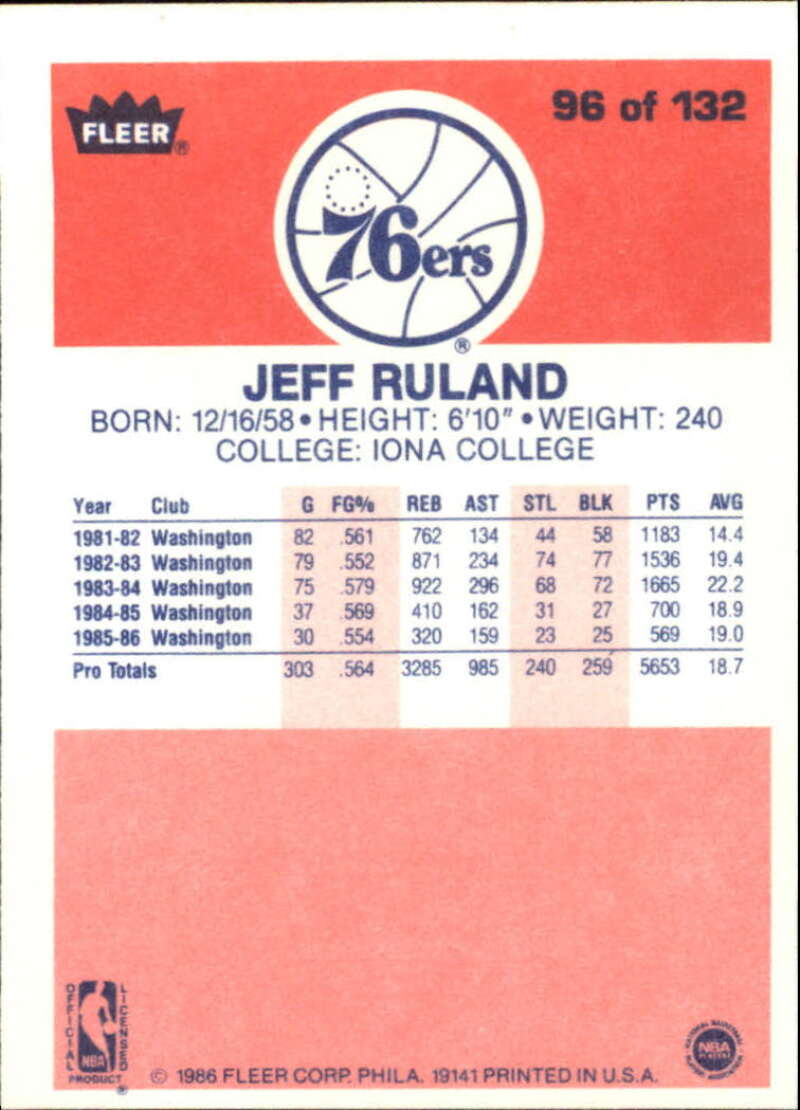 FLEER®
96 of 132
76ers
®
JEFF RULAND
BORN: 12/16/58 • HEIGHT: 6'10" • WEIGHT: 240
COLLEGE: IONA COLLEGE
Year Club G FG% REB AST STL BLK PTS AVG
1981-82 Washington 82 .561 762 134 44 58 1183 14.4
1982-83 Washington 79 .552 871 234 74 77 1536 19.4
1983-84 Washington 75 .579 922 296 68 72 1665 22.2
1984-85 Washington 37 .569 410 162 31 27 700 18.9
1985-86 Washington 30 .554 320 159 23 25 569 19.0
Pro Totals 303 .564 3285 985 240 259 5653 18.7
OFFICIAL
LICENSED
NBA
PRODUCT
®
© 1986 FLEER CORP. PHILA. 19141 PRINTED IN U.S.A.
NATIONAL BASKETBALL
NBA
PLAYERS
ASSOCIATION